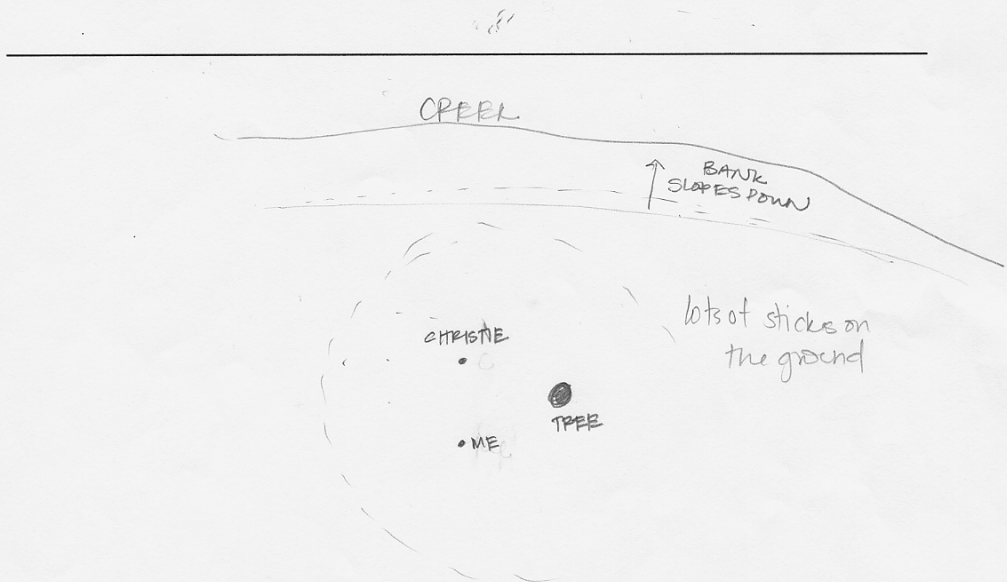 CREEK
BANK
SLOPES DOWN
lots of sticks on
the ground
CHRISTIE
TREE
• ME